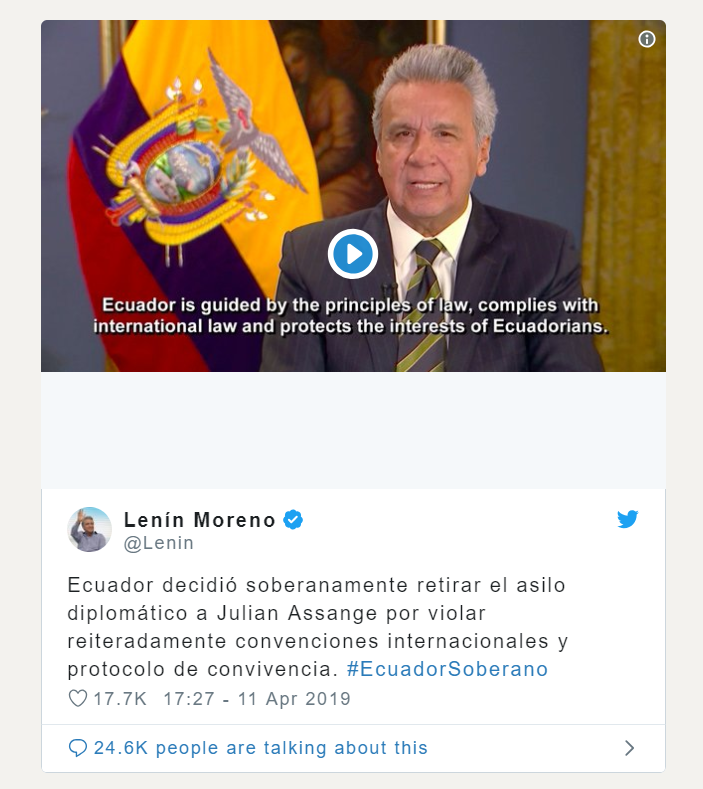 Ecuador is guided by the principles of law, complies with
international law and protects the interests of Ecuadorians.
Lenín Moreno
@Lenin
Ecuador decidió soberanamente retirar el asilo
diplomático a Julian Assange por violar
reiteradamente convenciones internacionales y
protocolo de convivencia. #EcuadorSoberano
17.7K 17:27 - 11 Apr 2019
24.6K people are talking about this